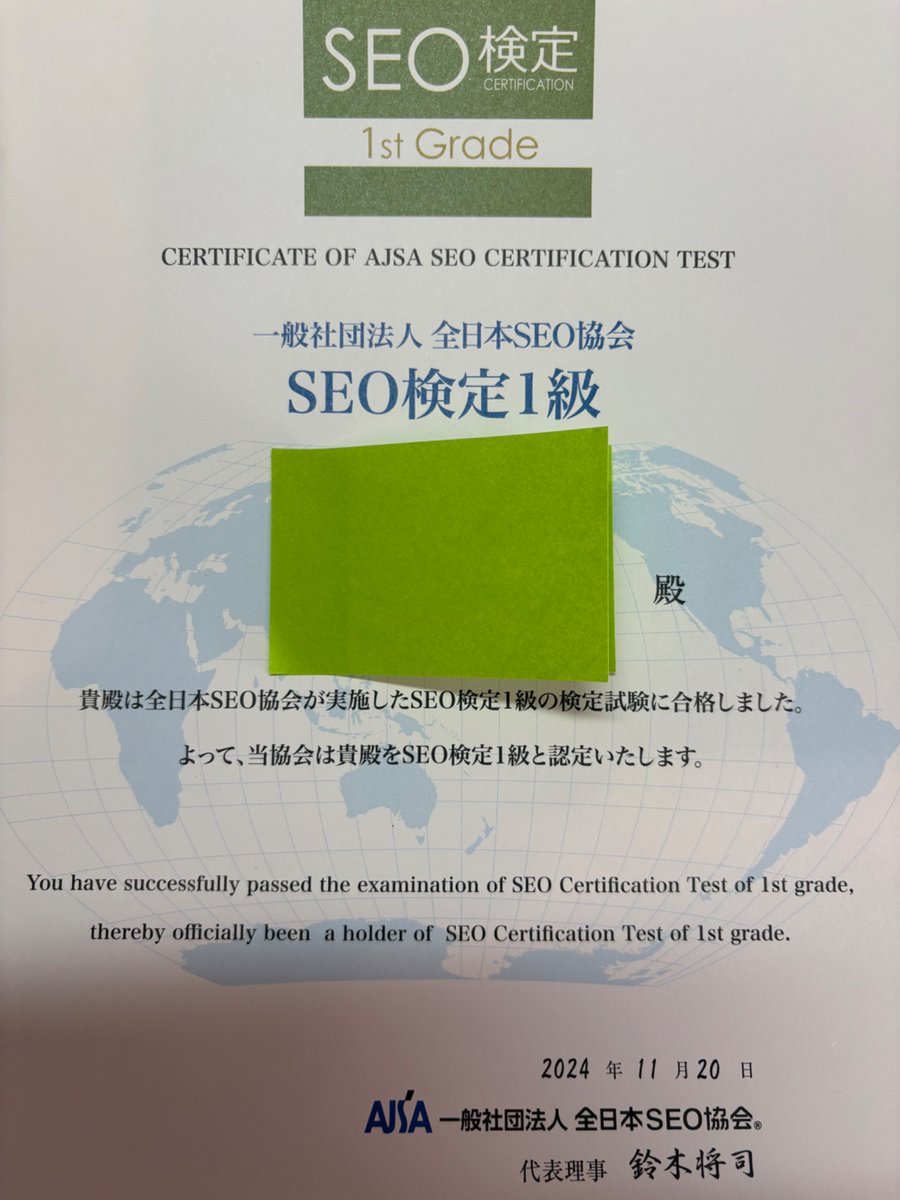 SEO検定
CERTIFICATION
1st Grade
CERTIFICATE OF AJSA SEO CERTIFICATION TEST
一般社団法人 全日本SEO協会
SEO検定1級
殿
貴殿は全日本SEO協会が実施したSEO検定1級の検定試験に合格しました。
よって、当協会は貴殿をSEO検定1級と認定いたします。
You have successfully passed the examination of SEO Certification Test of 1st grade,
thereby officially been a holder of SEO Certification Test of 1st grade.
2024 年 11 月 20 日
AJSA 一般社団法人 全日本SEO協会®
代表理事 鈴木将司